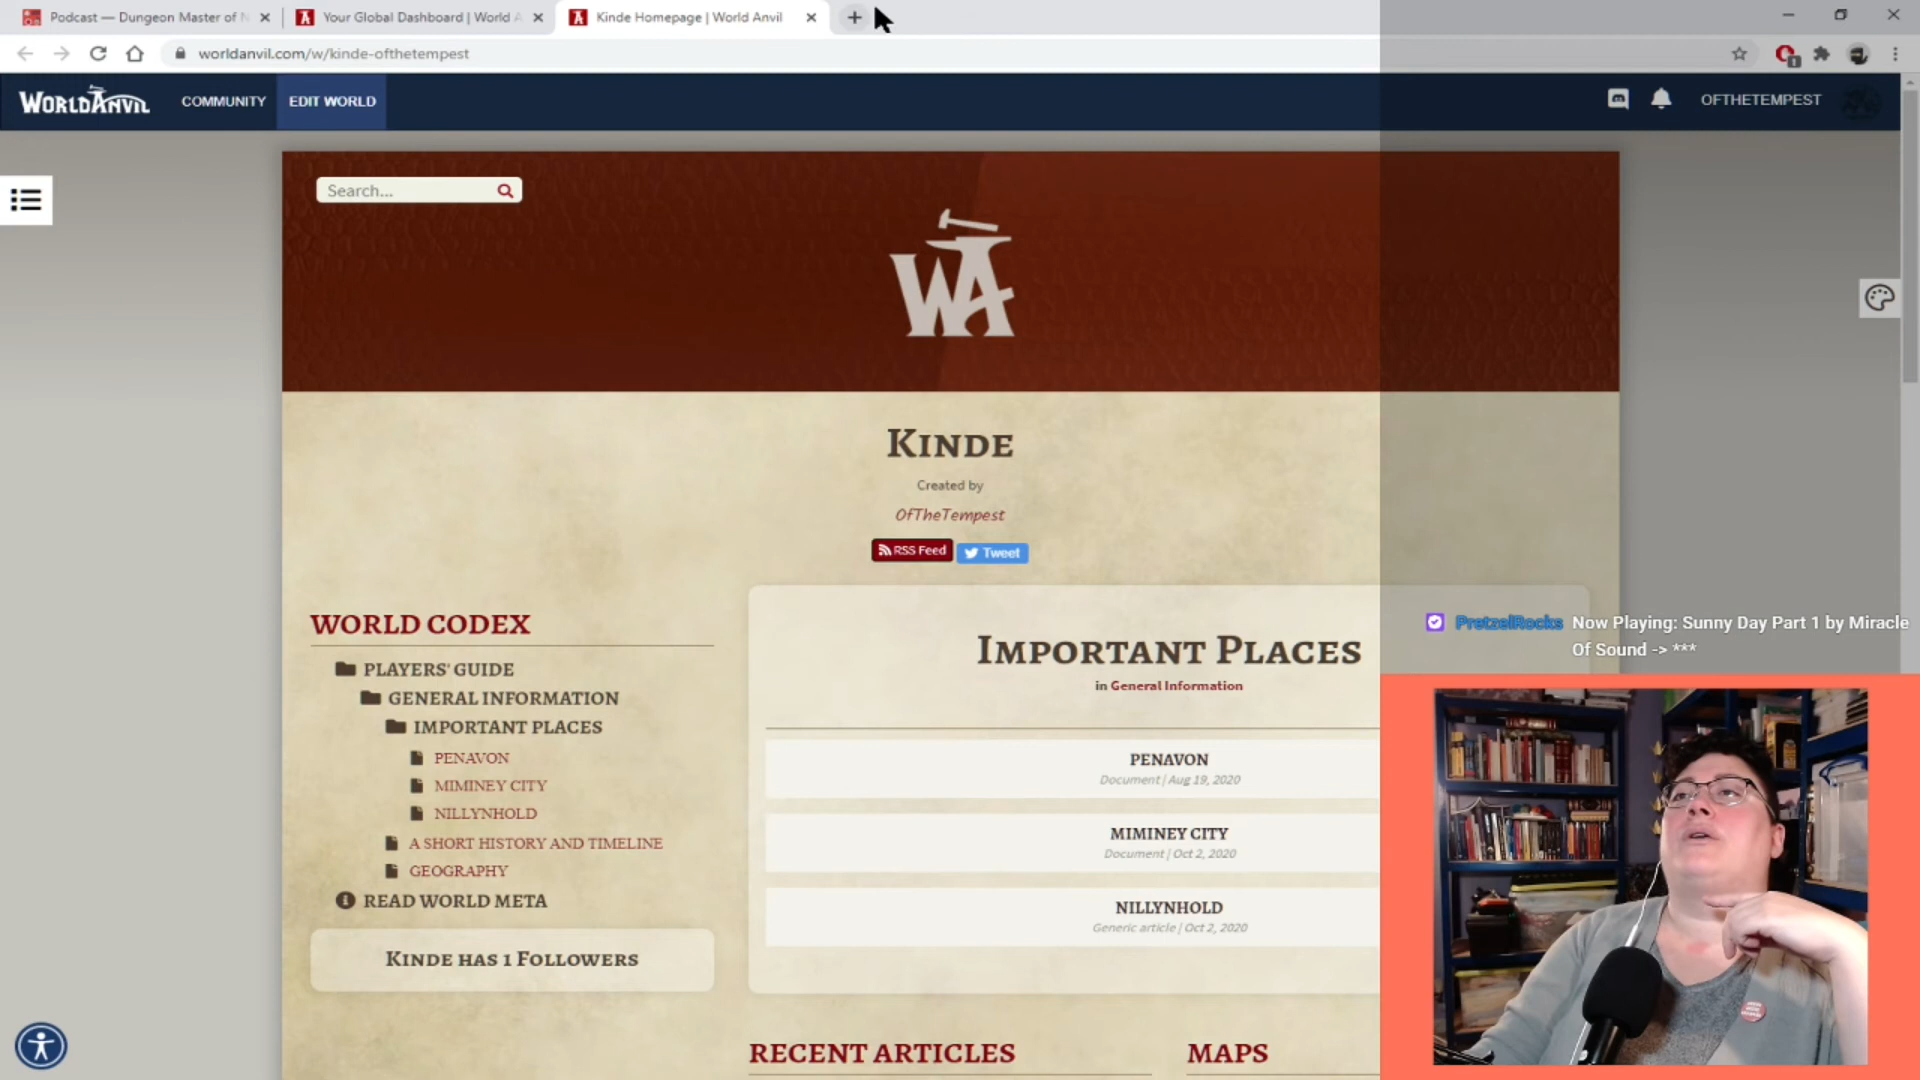 Podcast — Dungeon Master of N
Your Global Dashboard | World A
Kinde Homepage | World Anvil
worldanvil.com/w/kinde-ofthetempest
WORLDANVIL
COMMUNITY
EDIT WORLD
OFTHETEMPEST
Search...
WA
KINDE
Created by
OfTheTempest
RSS Feed
Tweet
WORLD CODEX
PLAYERS' GUIDE
GENERAL INFORMATION
IMPORTANT PLACES
PENAVON
MIMINEY CITY
NILLYNHOLD
A SHORT HISTORY AND TIMELINE
GEOGRAPHY
READ WORLD META
KINDE HAS 1 FOLLOWERS
IMPORTANT PLACES
in General Information
PENAVON
Document | Aug 19, 2020
MIMINEY CITY
Document | Oct 2, 2020
NILLYNHOLD
Generic article | Oct 2, 2020
RECENT ARTICLES
MAPS
PretzelRocks Now Playing: Sunny Day Part 1 by Miracle
Of Sound -> ***